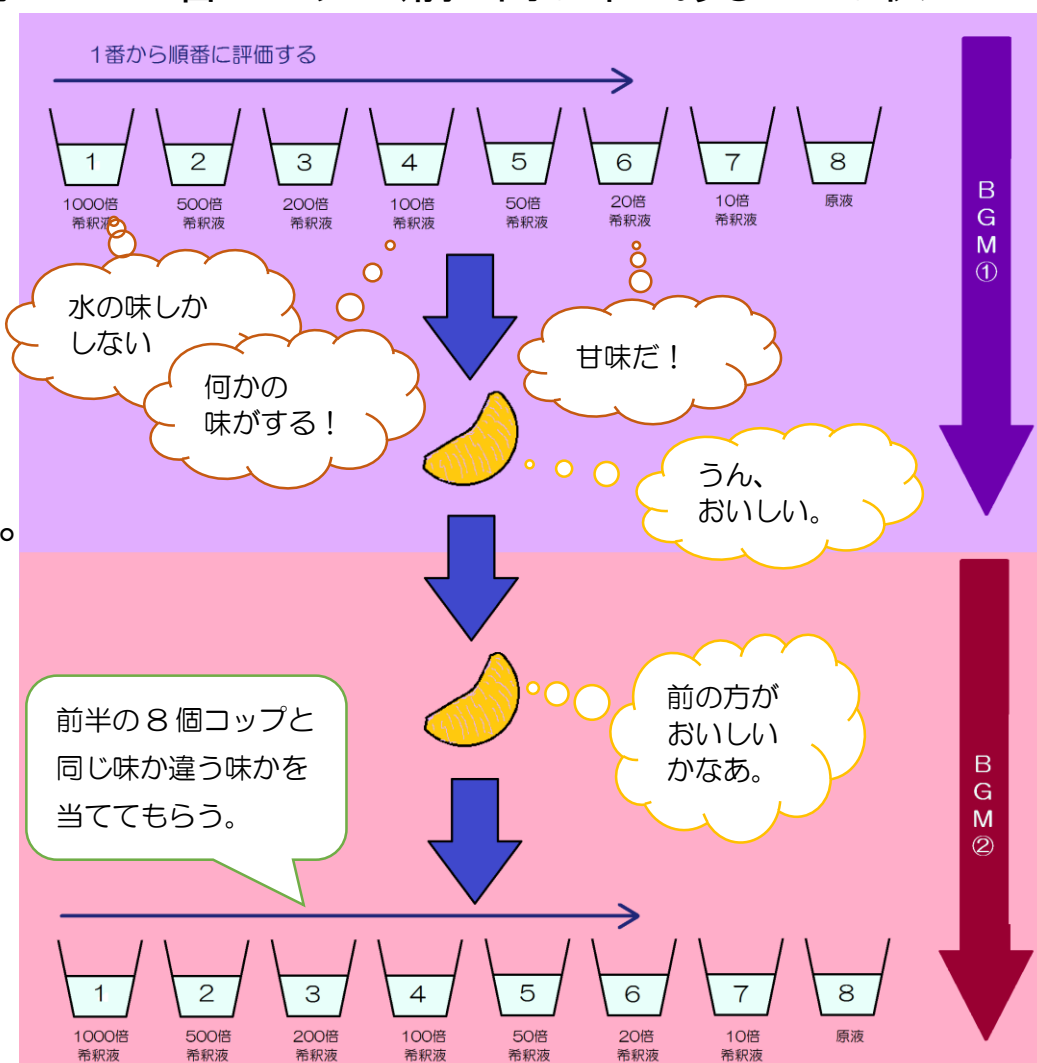 1番から順番に評価する
1 2 3 4 5 6 7 8
1000倍 500倍 200倍 100倍 50倍 20倍 10倍 原液
希釈液 希釈液 希釈液 希釈液 希釈液 希釈液 希釈液
BGM①
水の味しか
しない
何かの
味がする！
甘味だ！
うん、
おいしい。
。
前の方が
おいしい
かなあ。
前半の8個コップと
同じ味か違う味かを
当ててもらう。
BGM②
1 2 3 4 5 6 7 8
1000倍 500倍 200倍 100倍 50倍 20倍 10倍 原液
希釈液 希釈液 希釈液 希釈液 希釈液 希釈液 希釈液